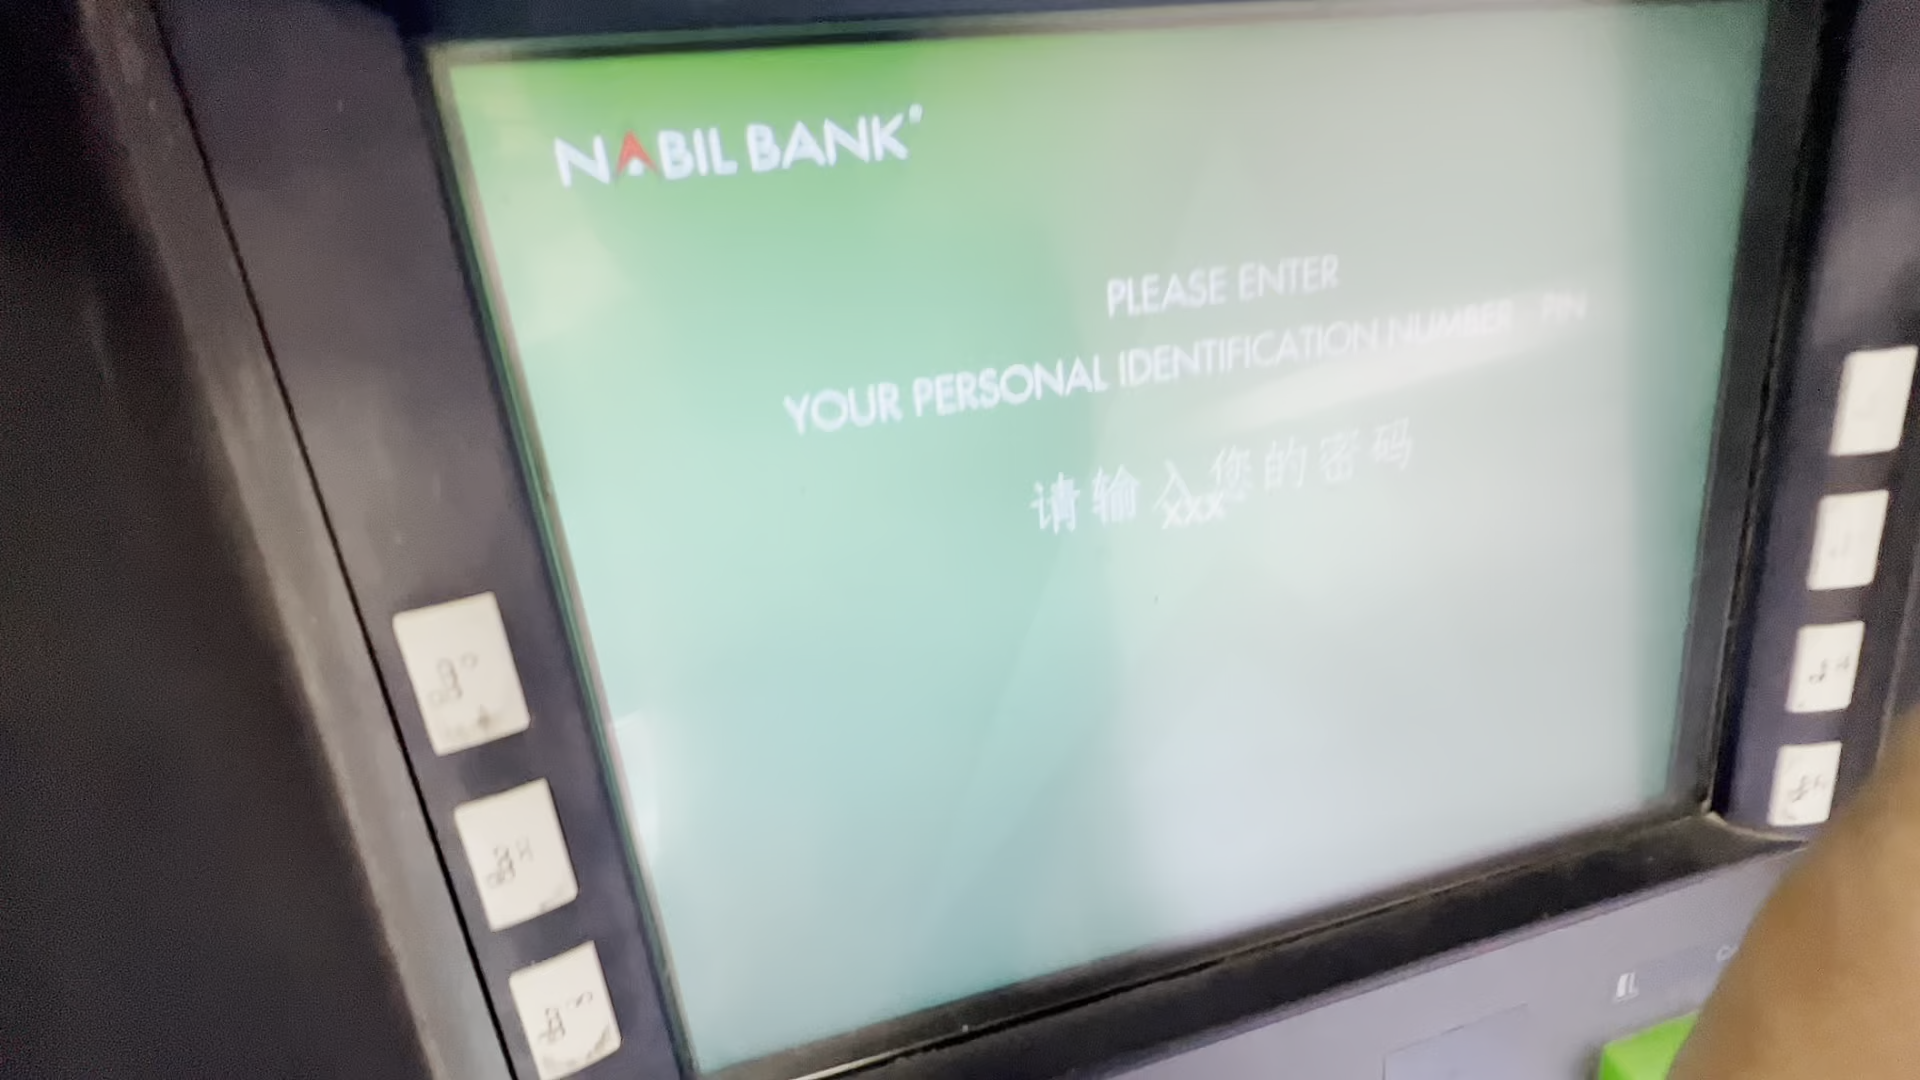 NABIL BANK
PLEASE ENTER
YOUR PERSONAL IDENTIFICATION NUMBER PIN
请输入您的密码
XXX